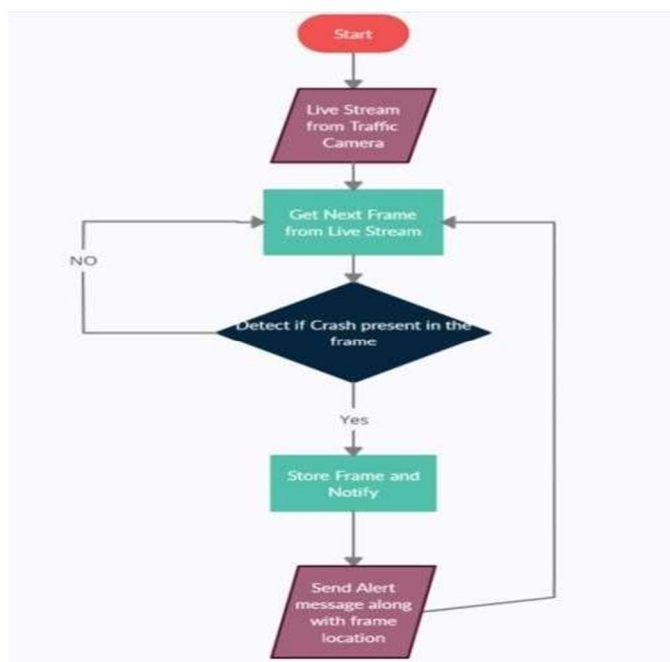 Start
Live Stream
from Traffic
Camera
Get Next Frame
from Live Stream
NO
Detect if Crash present in the
frame
Yes
Store Frame and
Notify
Send Alert
message along
with frame
location